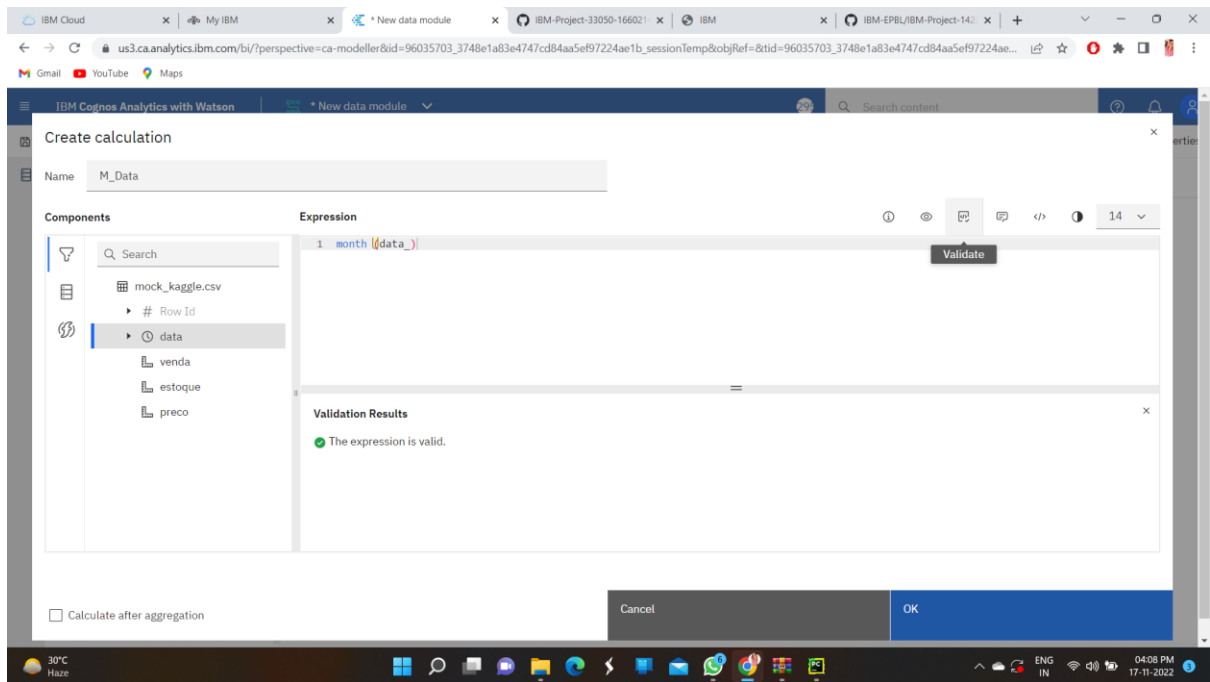 IBM Cloud
My IBM
* New data module
IBM-Project-33050-166021
IBM
IBM-EPBL/IBM-Project-142
us3.ca.analytics.ibm.com/bi/?perspective=ca-modeller&id=96035703_3748e1a83e4747cd84aa5ef97224ae1b_sessionTemp&objRef=&tid=96035703_3748e1a83e4747cd84aa5ef97224ae...
Gmail
YouTube
Maps
IBM Cognos Analytics with Watson
* New data module
Search content
Create calculation
erties
Name
M_Data
Components
Expression
14
1 month (data_)
Search
Validate
mock_kaggle.csv
# Row Id
data
venda
estoque
preco
Validation Results
The expression is valid.
Calculate after aggregation
Cancel
OK
30°C
Haze
6
PC
ENG
IN
04:08 PM
17-11-2022
3